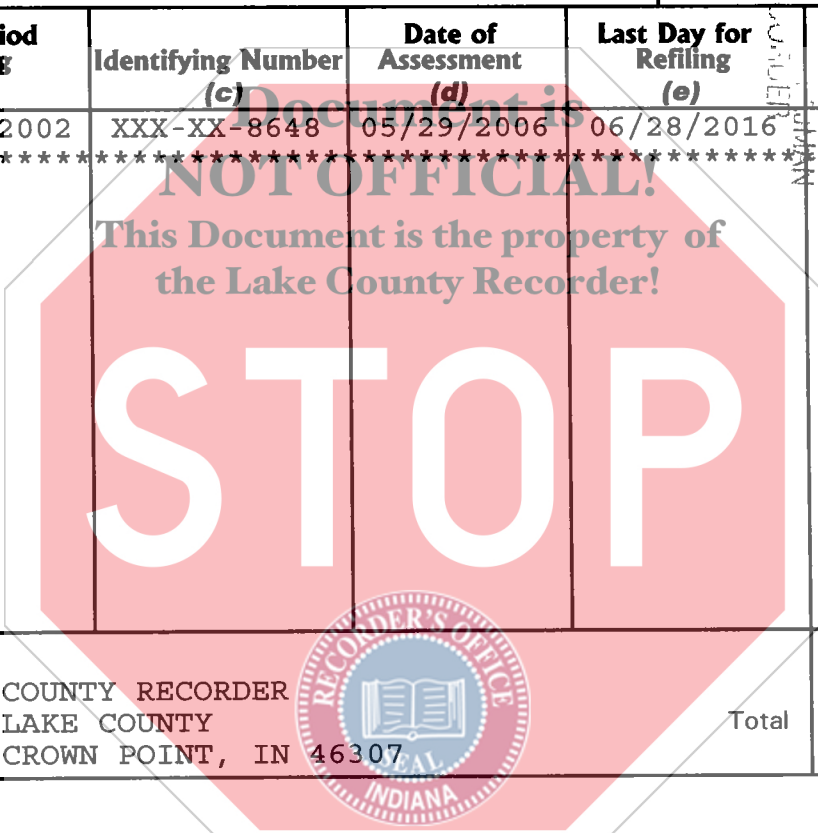 iod
g
Identifying Number
(c)
Date of
Assessment
(d)
Last Day for
Refiling
(e)
2002 XXX-XX-8648 05/29/2006 06/28/2016
Document is
NOT OFFICIAL!
This Document is the property of
the Lake County Recorder!
STOP
RECORDER'S OFFICE
SEAL
INDIANA
COUNTY RECORDER
LAKE COUNTY
CROWN POINT, IN 46307
Total